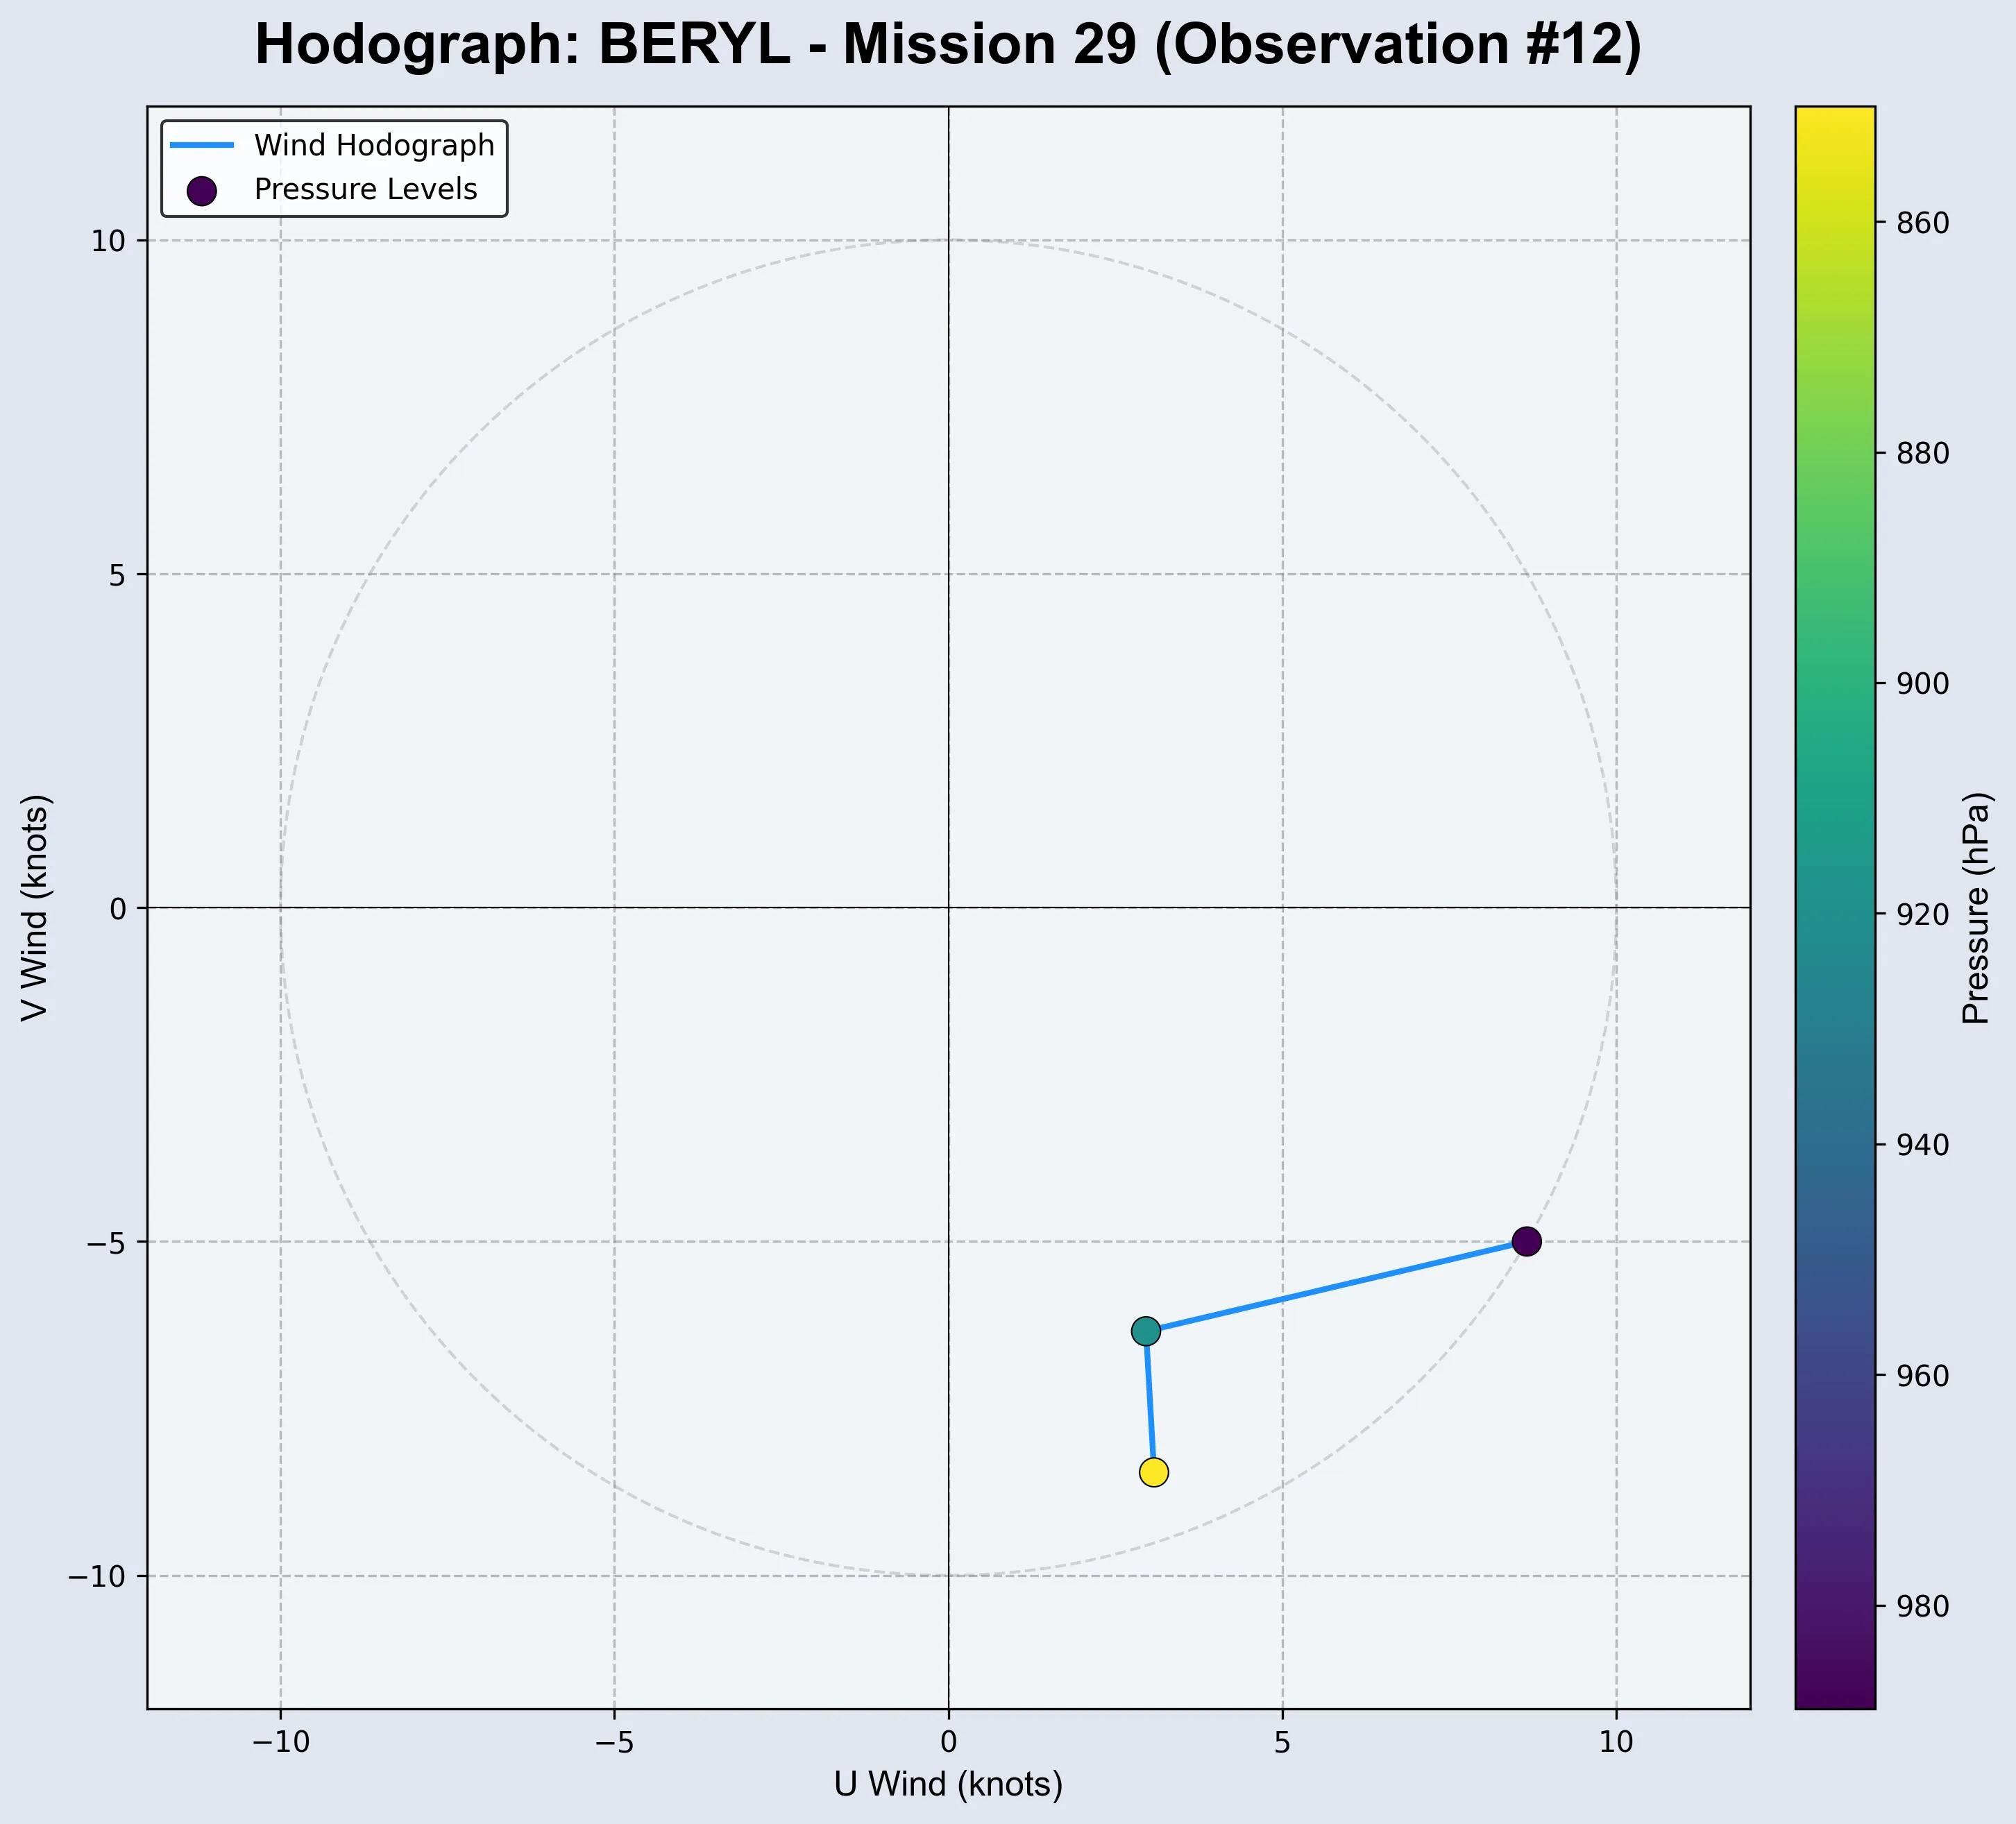 Hodograph: BERYL - Mission 29 (Observation #12)
Wind Hodograph
Pressure Levels
10
5
0
−5
−10
V Wind (knots)
−10
−5
0
5
10
U Wind (knots)
860
880
900
920
940
960
980
Pressure (hPa)